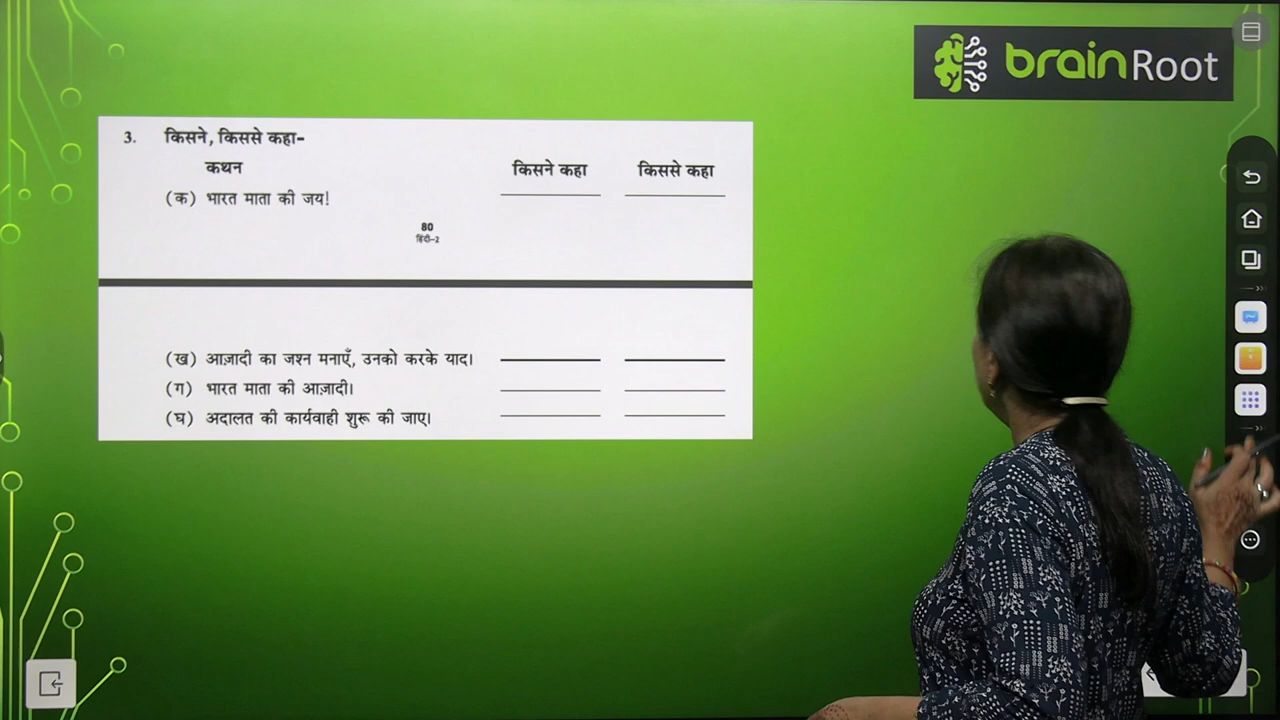 brainRoot
3. किसने, किससे कहा-
कथन किसने कहा किससे कहा
(क) भारत माता की जय!
80
हिंदी-2
(ख) आज़ादी का जश्न मनाएँ, उनको करके याद।
(ग) भारत माता की आज़ादी।
(घ) अदालत की कार्यवाही शुरू की जाए।